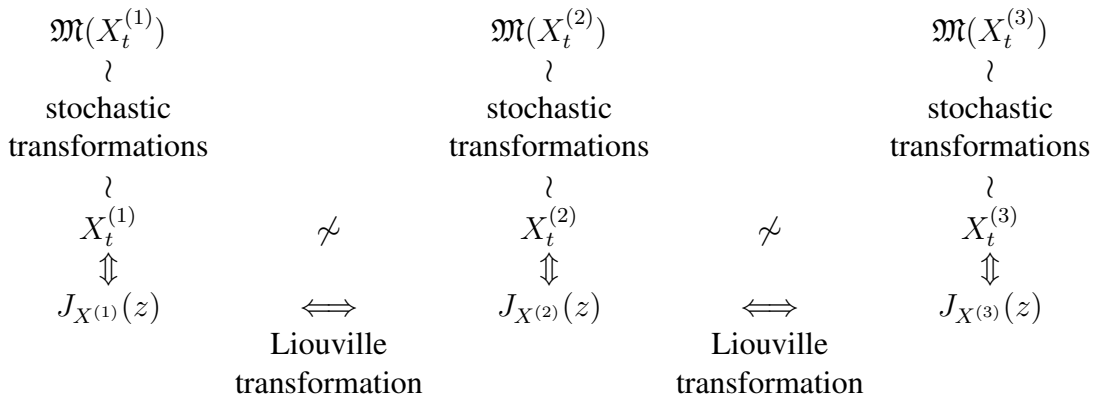 𝔐(X_t^{(1)}) 𝔐(X_t^{(2)}) 𝔐(X_t^{(3)})
≀ ≀ ≀
stochastic stochastic stochastic
transformations transformations transformations
≀ ≀ ≀
X_t^{(1)} ≁ X_t^{(2)} ≁ X_t^{(3)}
⇕ ⇕ ⇕
J_{X^{(1)}}(z) ⟺ J_{X^{(2)}}(z) ⟺ J_{X^{(3)}}(z)
Liouville Liouville
transformation transformation